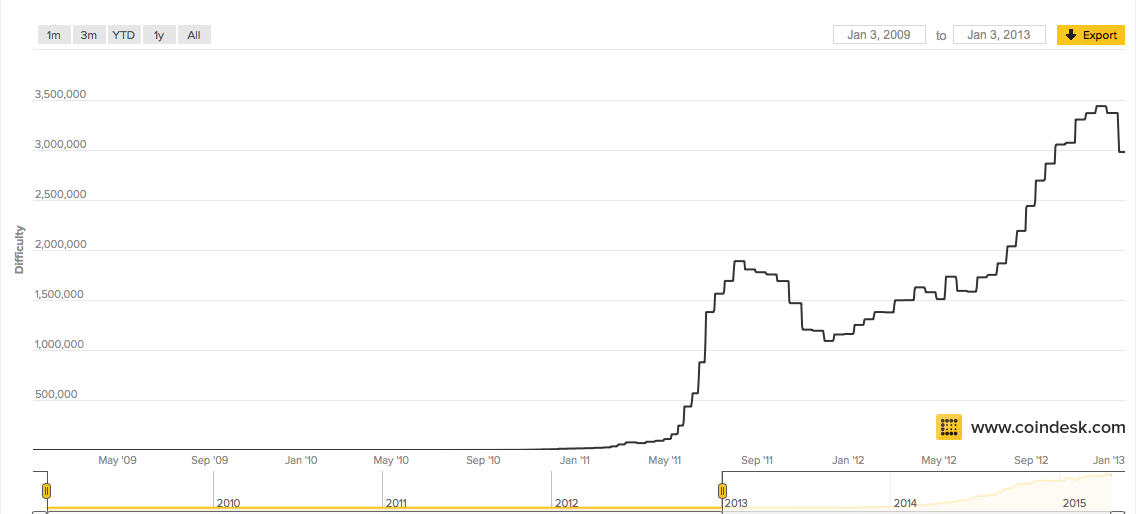 1m 3m YTD 1y All Jan 3, 2009 to Jan 3, 2013 Export
3,500,000
3,000,000
2,500,000
2,000,000
1,500,000
1,000,000
500,000
Difficulty
www.coindesk.com
May '09 Sep '09 Jan '10 May '10 Sep '10 Jan '11 May '11 Sep '11 Jan '12 May '12 Sep '12 Jan '13
2010 2011 2012 2013 2014 2015